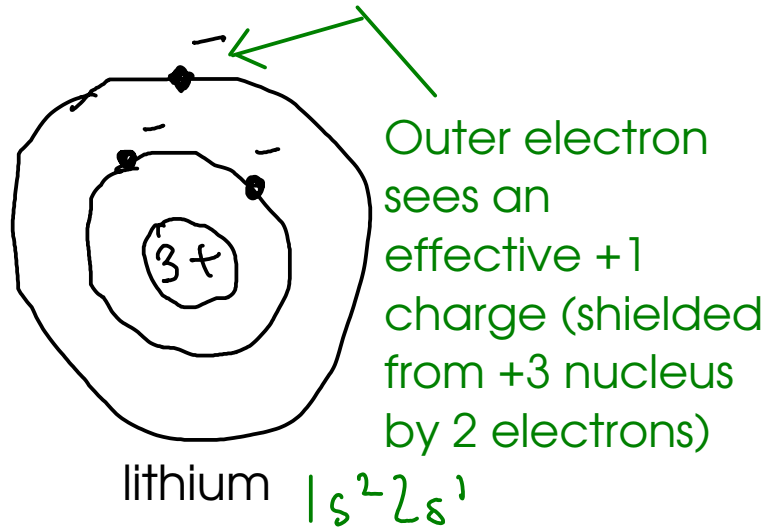 Outer electron
sees an
effective +1
charge (shielded
from +3 nucleus
by 2 electrons)
3+
lithium 1s²2s¹